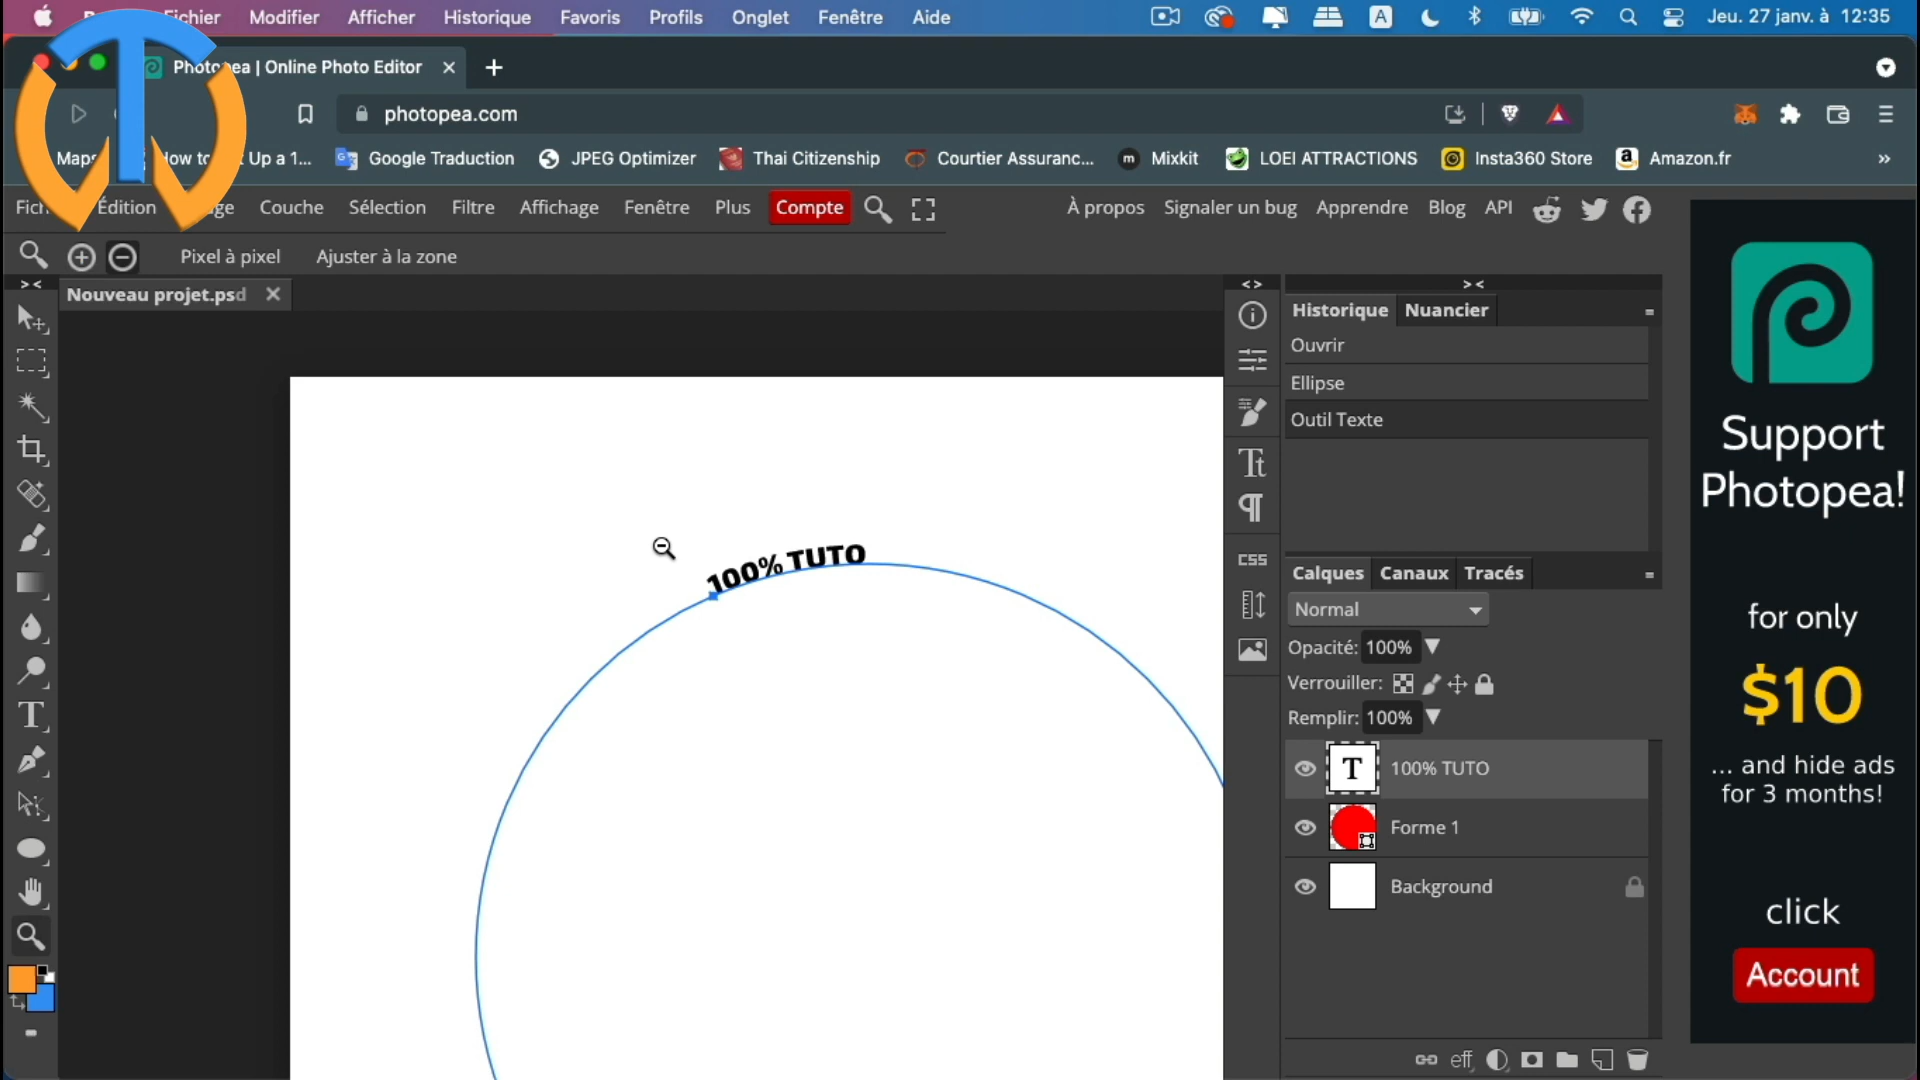 Fichier Modifier Afficher Historique Favoris Profils Onglet Fenêtre Aide A Jeu. 27 janv. à 12:35
Photopea | Online Photo Editor
photopea.com
Maps Up a 1... Google Traduction JPEG Optimizer Thai Citizenship Courtier Assuranc... m Mixkit LOEI ATTRACTIONS Insta360 Store Amazon.fr »
Édition Couche Sélection Filtre Affichage Fenêtre Plus Compte À propos Signaler un bug Apprendre Blog API
Pixel à pixel Ajuster à la zone
Nouveau projet.psd
Historique Nuancier
Ouvrir
Ellipse
Outil Texte
100% TUTO
CSS
Calques Canaux Tracés
Normal
Opacité: 100%
Verrouiller:
Remplir: 100%
T 100% TUTO
Forme 1
Background
eff
Support
Photopea!
for only
$10
... and hide ads
for 3 months!
click
Account